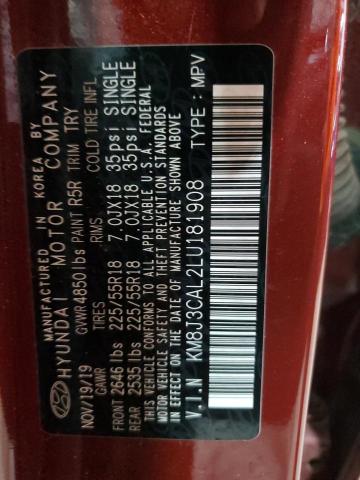 MANUFACTURED IN KOREA BY
HYUNDAI MOTOR COMPANY
NOV/19/19 GVWR 4850 lbs PAINT R5R TRIM TRY
GAWR TIRES RIMS COLD TIRE INFL.
FRONT 2646 lbs 225/55R18 7.0JX18 35psi SINGLE
REAR 2535 lbs 225/55R18 7.0JX18 35psi SINGLE
THIS VEHICLE CONFORMS TO ALL APPLICABLE U.S.A. FEDERAL
MOTOR VEHICLE SAFETY AND THEFT PREVENTION STANDARDS
IN EFFECT ON THE DATE OF MANUFACTURE SHOWN ABOVE
V.I.N KM8J3CAL2LU181908 TYPE: MPV